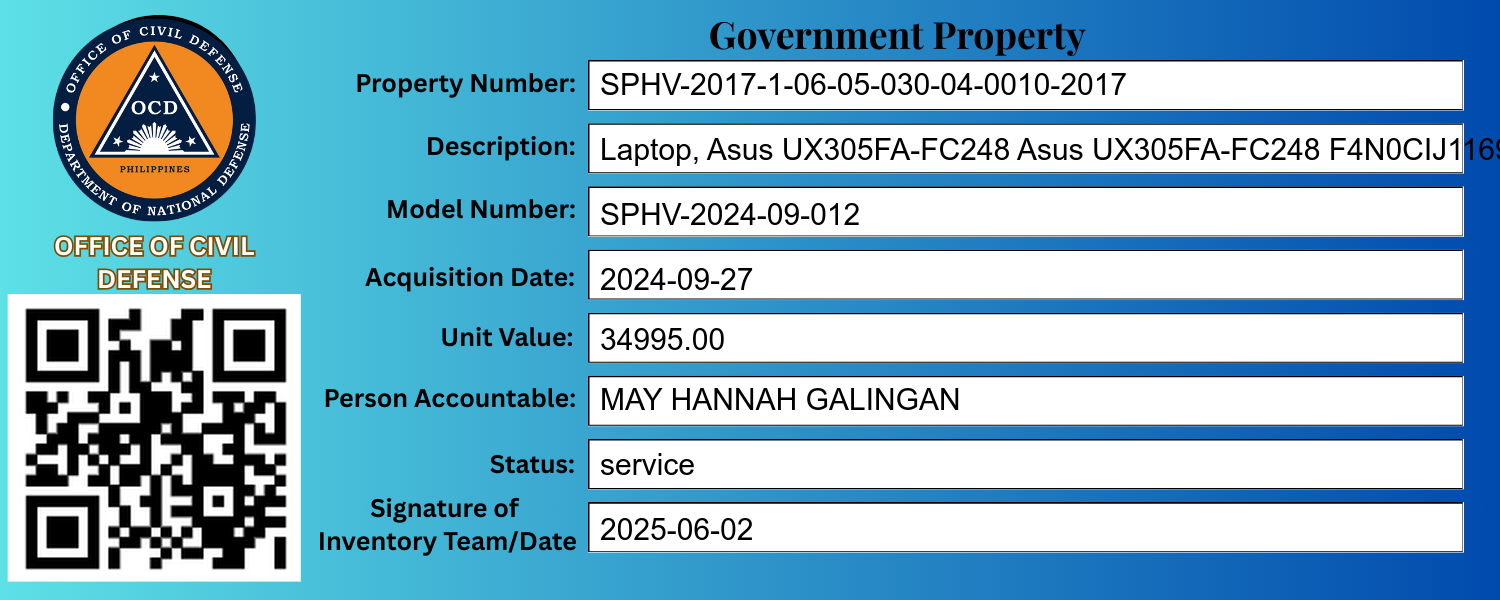 OFFICE OF CIVIL DEFENSE
OCD
PHILIPPINES
DEPARTMENT OF NATIONAL DEFENSE
OFFICE OF CIVIL
DEFENSE
Government Property
Property Number: SPHV-2017-1-06-05-030-04-0010-2017
Description: Laptop, Asus UX305FA-FC248 Asus UX305FA-FC248 F4N0CIJ1169
Model Number: SPHV-2024-09-012
Acquisition Date: 2024-09-27
Unit Value: 34995.00
Person Accountable: MAY HANNAH GALINGAN
Status: service
Signature of
Inventory Team/Date 2025-06-02